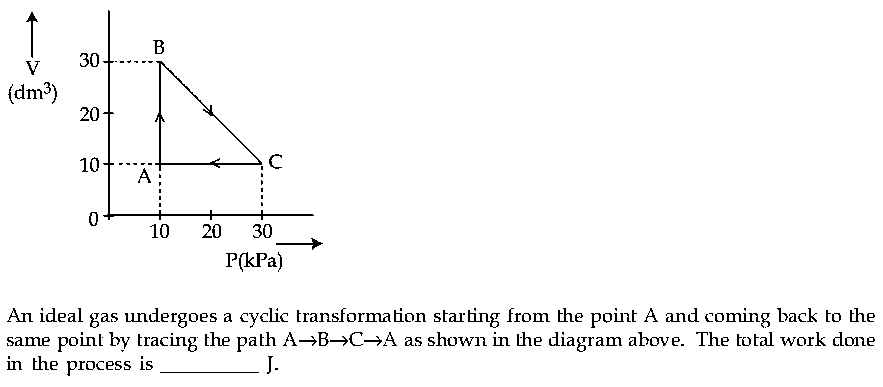 V
(dm³)
30
20
10
0
B
A
C
10 20 30
P(kPa)
An ideal gas undergoes a cyclic transformation starting from the point A and coming back to the
same point by tracing the path A→B→C→A as shown in the diagram above. The total work done
in the process is __________ J.